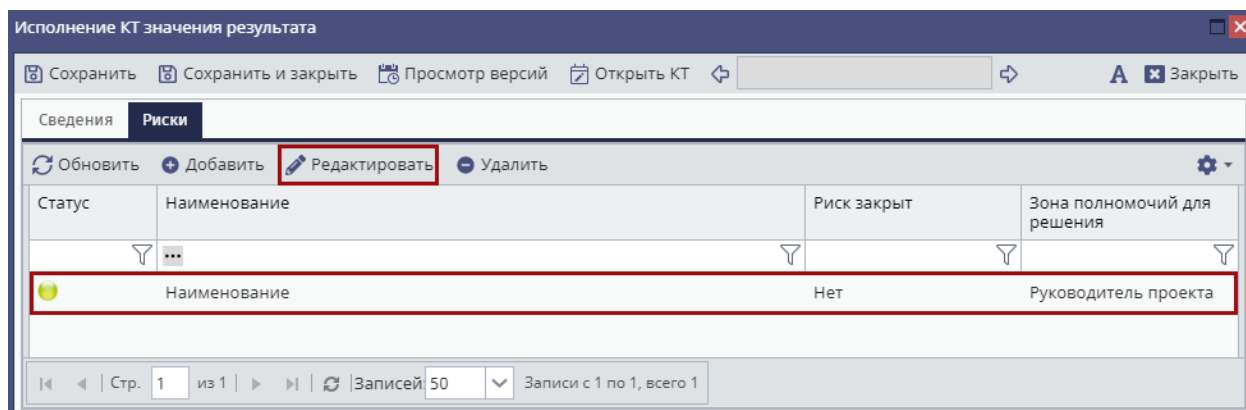 Исполнение КТ значения результата
Сохранить Сохранить и закрыть Просмотр версий Открыть КТ A Закрыть
Сведения Риски
Обновить Добавить Редактировать Удалить
Статус Наименование Риск закрыт Зона полномочий для
решения
...
Наименование Нет Руководитель проекта
Стр. 1 из 1 Записей: 50 Записи с 1 по 1, всего 1